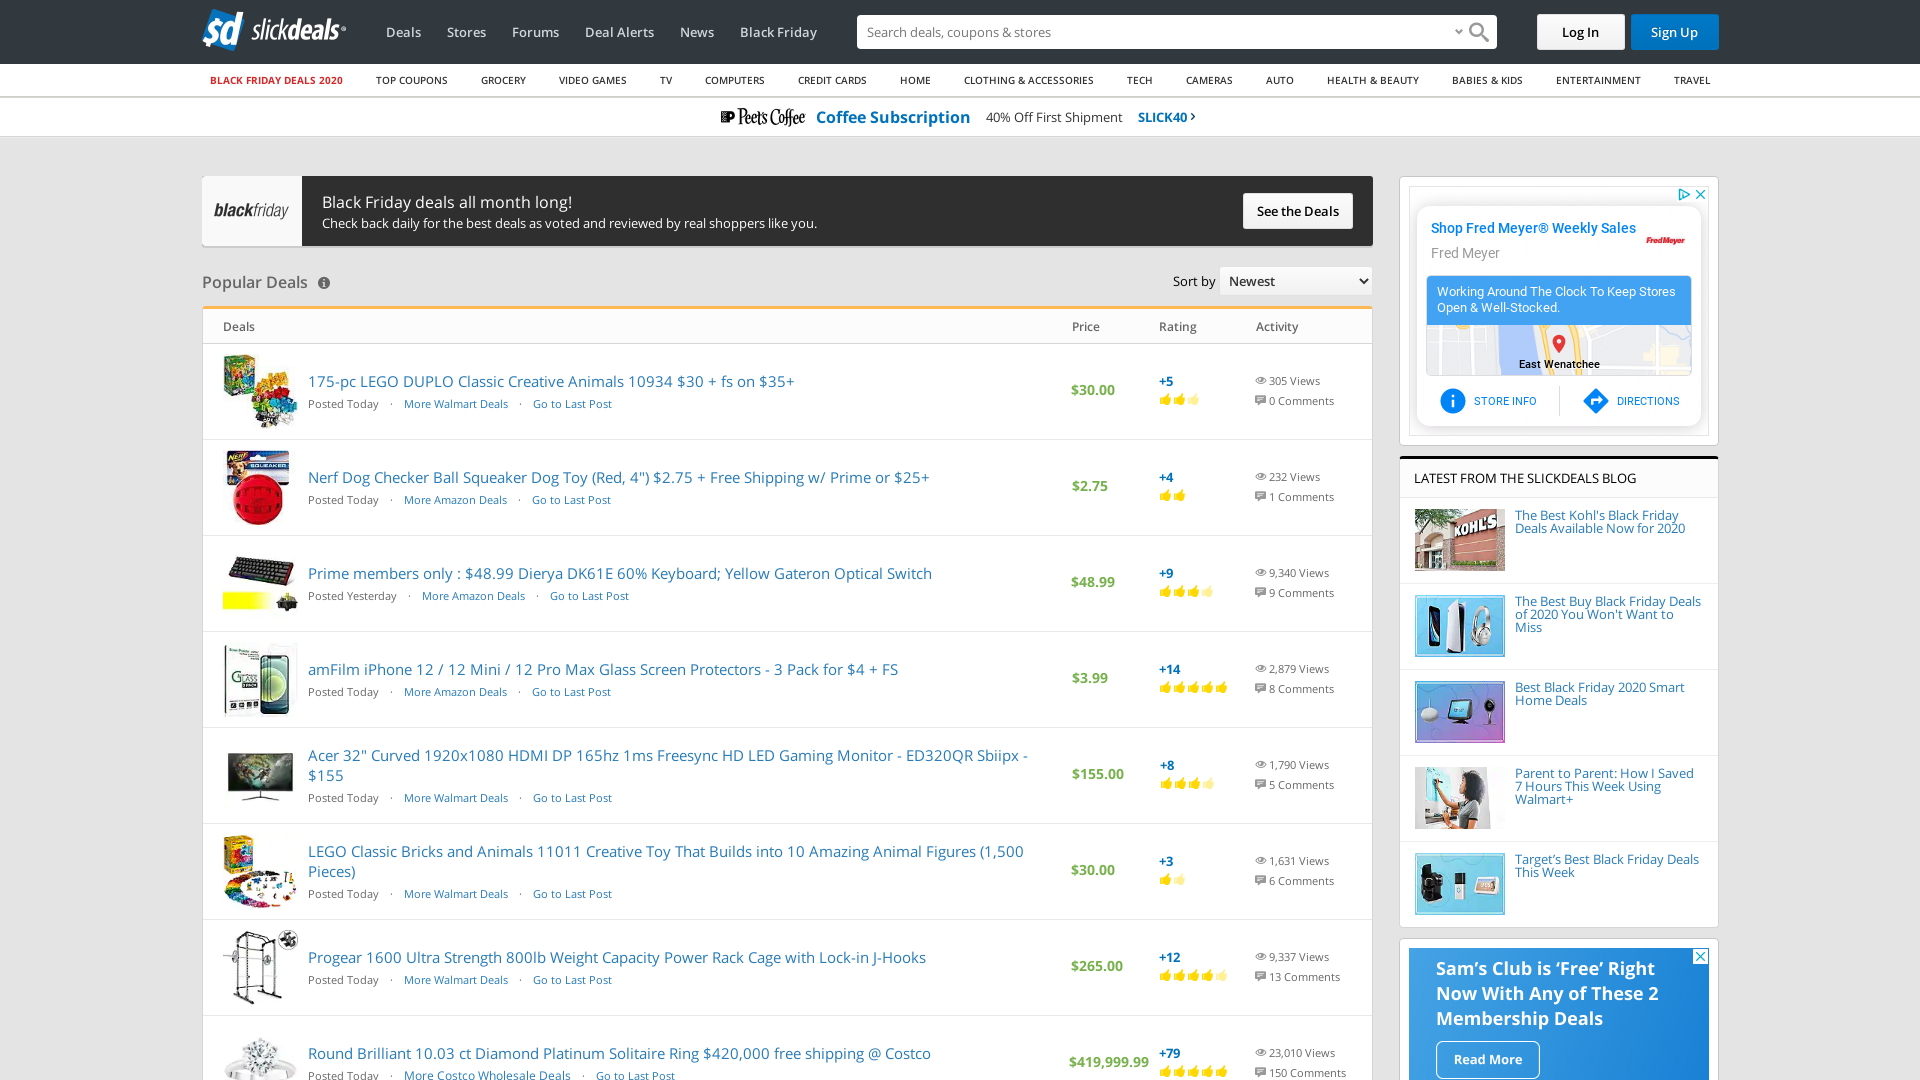 sd slickdeals
Deals Stores Forums Deal Alerts News Black Friday
Search deals, coupons & stores
Log In Sign Up
BLACK FRIDAY DEALS 2020 TOP COUPONS GROCERY VIDEO GAMES TV COMPUTERS CREDIT CARDS HOME CLOTHING & ACCESSORIES TECH CAMERAS AUTO HEALTH & BEAUTY BABIES & KIDS ENTERTAINMENT TRAVEL
Peet's Coffee Coffee Subscription 40% Off First Shipment SLICK40
blackfriday
Black Friday deals all month long!
Check back daily for the best deals as voted and reviewed by real shoppers like you.
See the Deals
Popular Deals
Sort by Newest
Deals Price Rating Activity
175-pc LEGO DUPLO Classic Creative Animals 10934 $30 + fs on $35+
Posted Today · More Walmart Deals · Go to Last Post
$30.00
+5
305 Views
0 Comments
Nerf Dog Checker Ball Squeaker Dog Toy (Red, 4") $2.75 + Free Shipping w/ Prime or $25+
Posted Today · More Amazon Deals · Go to Last Post
$2.75
+4
232 Views
1 Comments
Prime members only : $48.99 Dierya DK61E 60% Keyboard; Yellow Gateron Optical Switch
Posted Yesterday · More Amazon Deals · Go to Last Post
$48.99
+9
9,340 Views
9 Comments
amFilm iPhone 12 / 12 Mini / 12 Pro Max Glass Screen Protectors - 3 Pack for $4 + FS
Posted Today · More Amazon Deals · Go to Last Post
$3.99
+14
2,879 Views
8 Comments
Acer 32" Curved 1920x1080 HDMI DP 165hz 1ms Freesync HD LED Gaming Monitor - ED320QR Sbiipx -
$155
Posted Today · More Walmart Deals · Go to Last Post
$155.00
+8
1,790 Views
5 Comments
LEGO Classic Bricks and Animals 11011 Creative Toy That Builds into 10 Amazing Animal Figures (1,500
Pieces)
Posted Today · More Walmart Deals · Go to Last Post
$30.00
+3
1,631 Views
6 Comments
Progear 1600 Ultra Strength 800lb Weight Capacity Power Rack Cage with Lock-in J-Hooks
Posted Today · More Walmart Deals · Go to Last Post
$265.00
+12
9,337 Views
13 Comments
Round Brilliant 10.03 ct Diamond Platinum Solitaire Ring $420,000 free shipping @ Costco
Posted Today · More Costco Wholesale Deals · Go to Last Post
$419,999.99
+79
23,010 Views
150 Comments
Shop Fred Meyer® Weekly Sales
Fred Meyer
Fred Meyer
Working Around The Clock To Keep Stores
Open & Well-Stocked.
East Wenatchee
STORE INFO DIRECTIONS
LATEST FROM THE SLICKDEALS BLOG
KOHL'S
The Best Kohl's Black Friday
Deals Available Now for 2020
The Best Buy Black Friday Deals
of 2020 You Won't Want to
Miss
Best Black Friday 2020 Smart
Home Deals
Parent to Parent: How I Saved
7 Hours This Week Using
Walmart+
Target’s Best Black Friday Deals
This Week
Sam’s Club is ‘Free’ Right
Now With Any of These 2
Membership Deals
Read More